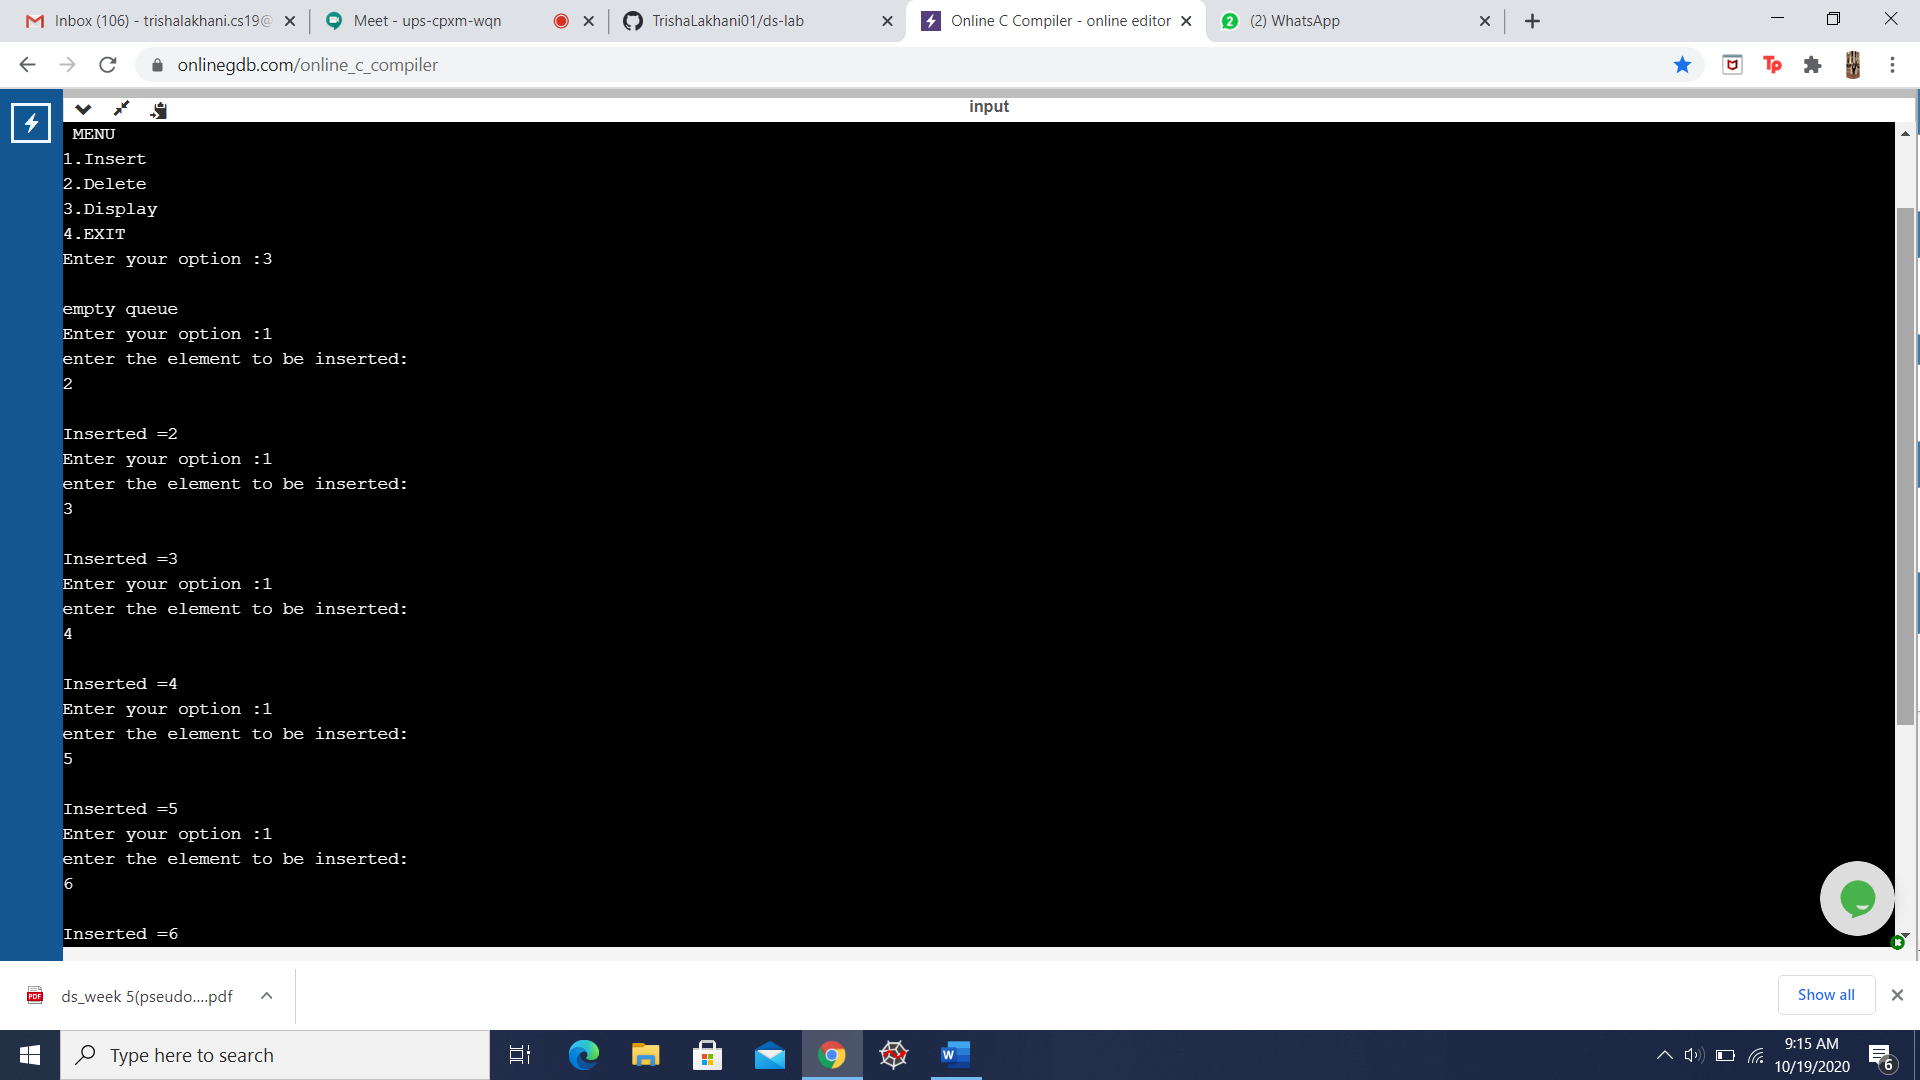 Inbox (106) - trishalakhani.cs19@
Meet - ups-cpxm-wqn
TrishaLakhani01/ds-lab
Online C Compiler - online editor
2 (2) WhatsApp
onlinegdb.com/online_c_compiler
Tp
input
MENU
1.Insert
2.Delete
3.Display
4.EXIT
Enter your option :3
empty queue
Enter your option :1
enter the element to be inserted:
2
Inserted =2
Enter your option :1
enter the element to be inserted:
3
Inserted =3
Enter your option :1
enter the element to be inserted:
4
Inserted =4
Enter your option :1
enter the element to be inserted:
5
Inserted =5
Enter your option :1
enter the element to be inserted:
6
Inserted =6
PDF
ds_week 5(pseudo....pdf
Show all
Type here to search
W
9:15 AM
10/19/2020
6